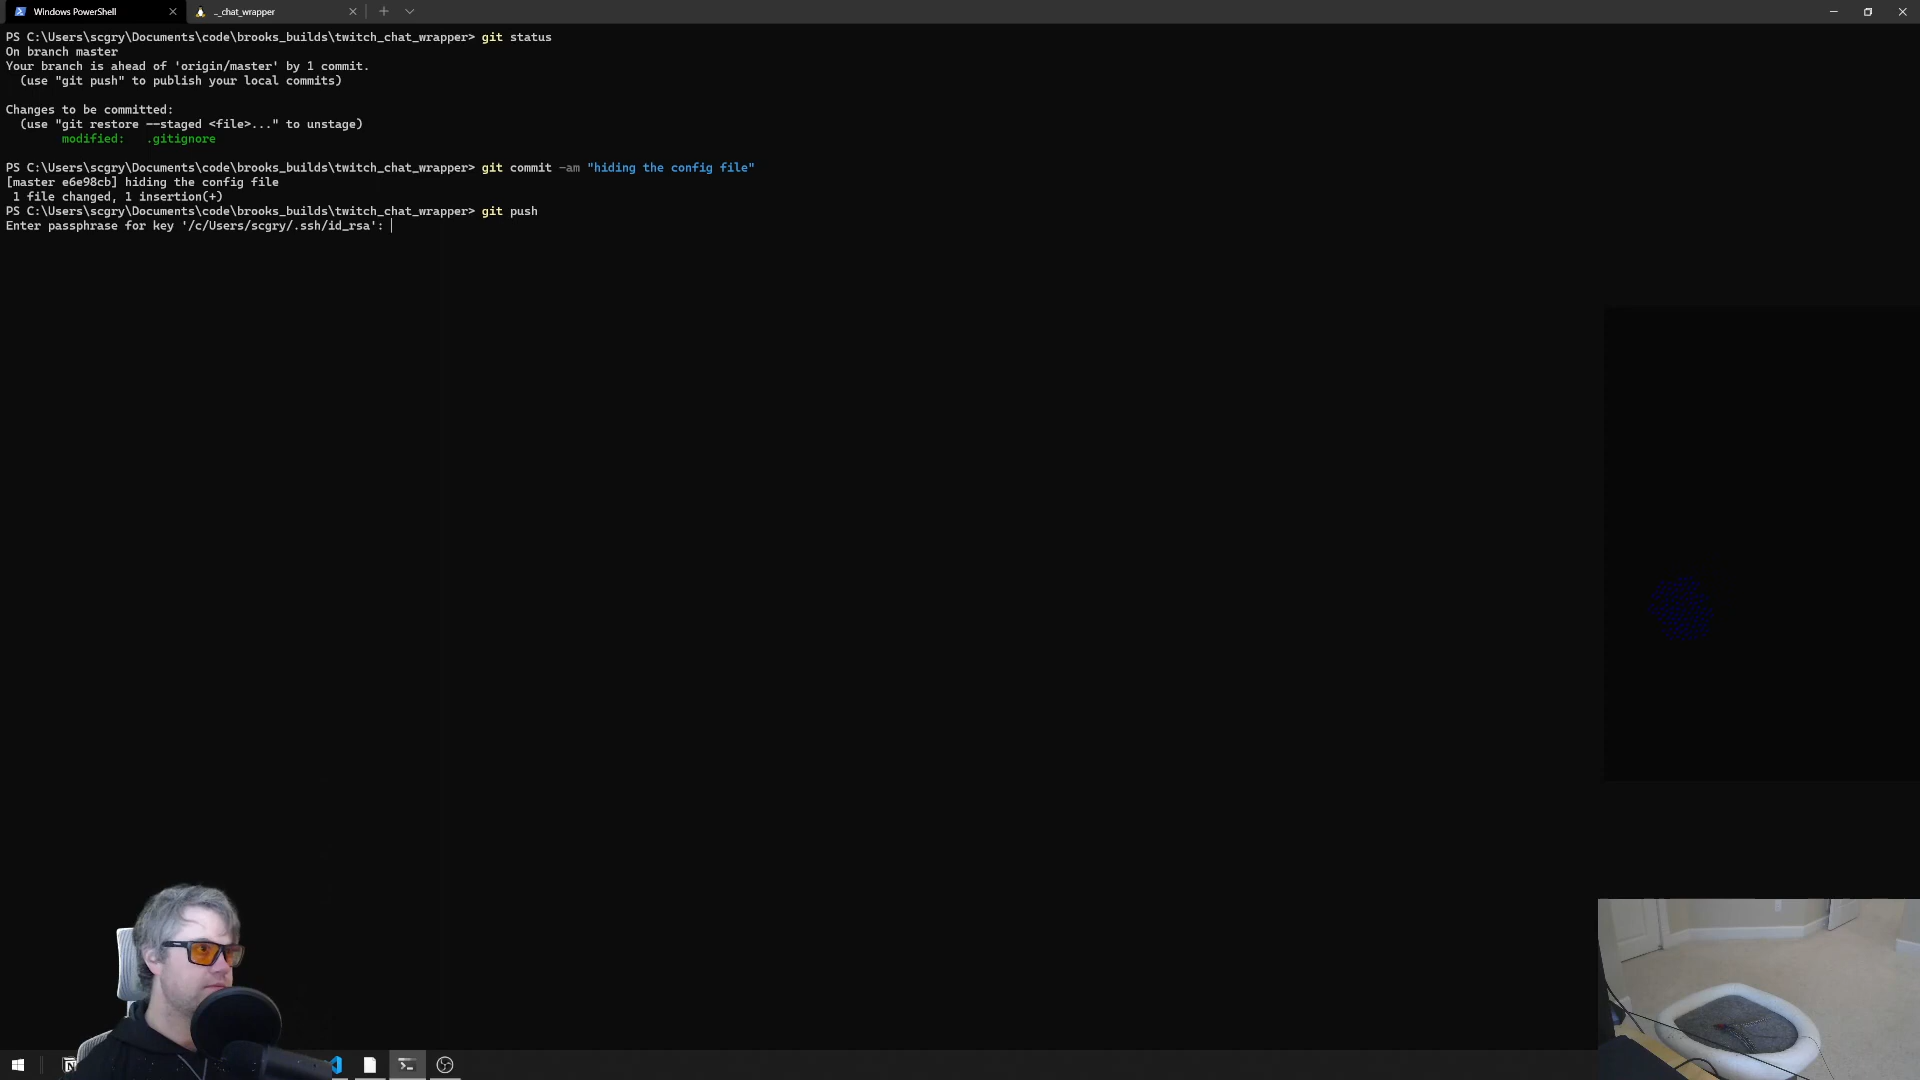 Windows PowerShell
.._chat_wrapper
PS C:\Users\scgry\Documents\code\brooks_builds\twitch_chat_wrapper> git status
On branch master
Your branch is ahead of 'origin/master' by 1 commit.
(use "git push" to publish your local commits)
Changes to be committed:
(use "git restore --staged <file>..." to unstage)
modified: .gitignore
PS C:\Users\scgry\Documents\code\brooks_builds\twitch_chat_wrapper> git commit -am "hiding the config file"
[master e6e98cb] hiding the config file
1 file changed, 1 insertion(+)
PS C:\Users\scgry\Documents\code\brooks_builds\twitch_chat_wrapper> git push
Enter passphrase for key '/c/Users/scgry/.ssh/id_rsa':